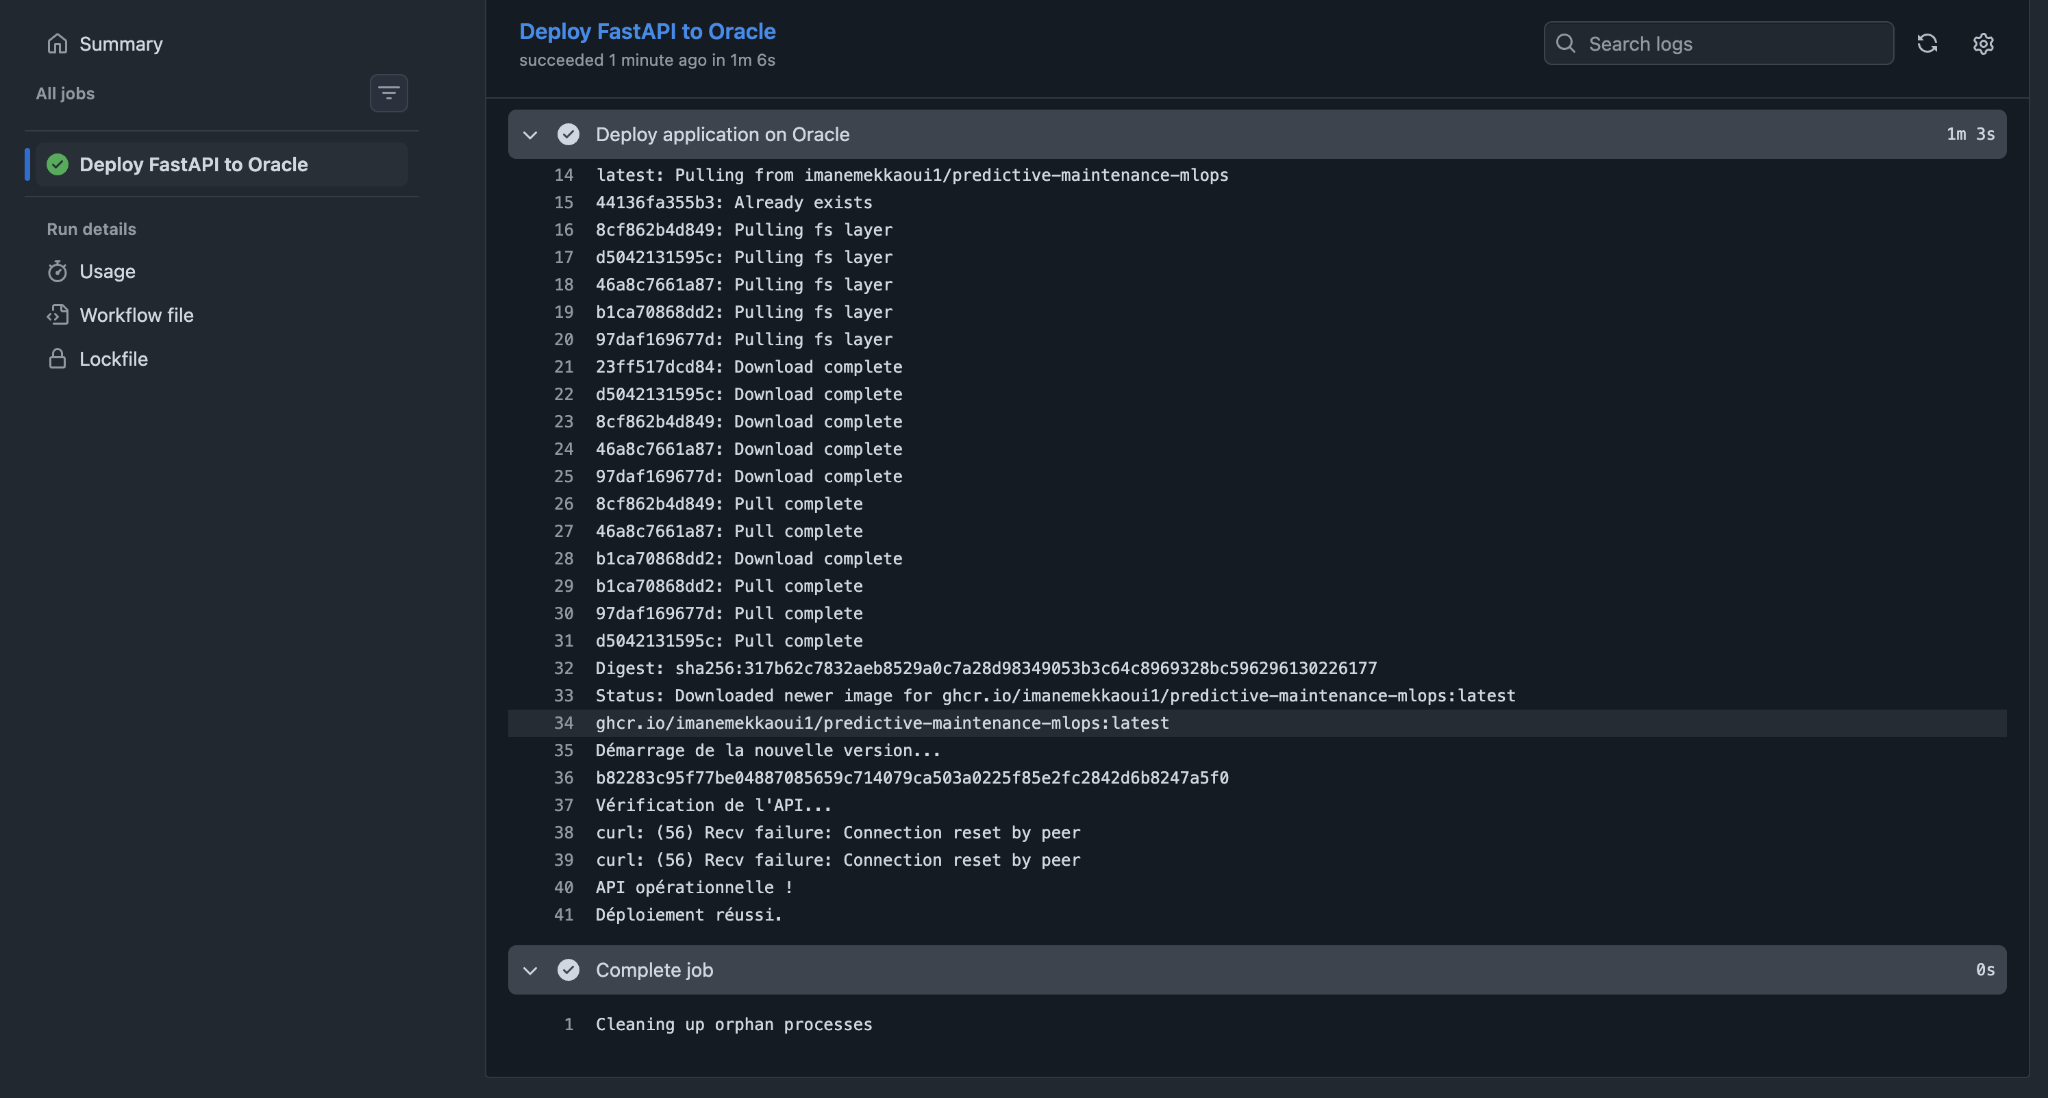 Summary
All jobs
Deploy FastAPI to Oracle
Run details
Usage
Workflow file
Lockfile
Deploy FastAPI to Oracle
succeeded 1 minute ago in 1m 6s
Search logs
Deploy application on Oracle 1m 3s
14 latest: Pulling from imanemekkaoui1/predictive-maintenance-mlops
15 44136fa355b3: Already exists
16 8cf862b4d849: Pulling fs layer
17 d5042131595c: Pulling fs layer
18 46a8c7661a87: Pulling fs layer
19 b1ca70868dd2: Pulling fs layer
20 97daf169677d: Pulling fs layer
21 23ff517dcd84: Download complete
22 d5042131595c: Download complete
23 8cf862b4d849: Download complete
24 46a8c7661a87: Download complete
25 97daf169677d: Download complete
26 8cf862b4d849: Pull complete
27 46a8c7661a87: Pull complete
28 b1ca70868dd2: Download complete
29 b1ca70868dd2: Pull complete
30 97daf169677d: Pull complete
31 d5042131595c: Pull complete
32 Digest: sha256:317b62c7832aeb8529a0c7a28d98349053b3c64c8969328bc596296130226177
33 Status: Downloaded newer image for ghcr.io/imanemekkaoui1/predictive-maintenance-mlops:latest
34 ghcr.io/imanemekkaoui1/predictive-maintenance-mlops:latest
35 Démarrage de la nouvelle version...
36 b82283c95f77be04887085659c714079ca503a0225f85e2fc2842d6b8247a5f0
37 Vérification de l'API...
38 curl: (56) Recv failure: Connection reset by peer
39 curl: (56) Recv failure: Connection reset by peer
40 API opérationnelle !
41 Déploiement réussi.
Complete job 0s
1 Cleaning up orphan processes